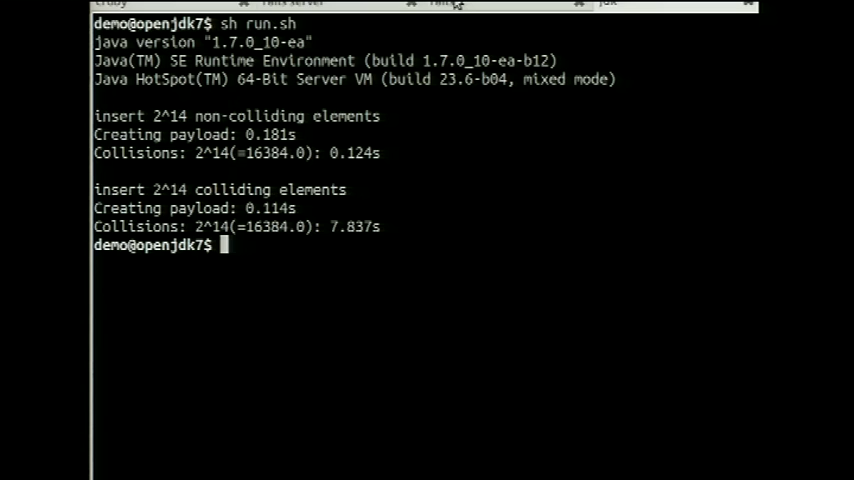 rails server
jdk
demo@openjdk7$ sh run.sh
java version "1.7.0_10-ea"
Java(TM) SE Runtime Environment (build 1.7.0_10-ea-b12)
Java HotSpot(TM) 64-Bit Server VM (build 23.6-b04, mixed mode)
insert 2^14 non-colliding elements
Creating payload: 0.181s
Collisions: 2^14(=16384.0): 0.124s
insert 2^14 colliding elements
Creating payload: 0.114s
Collisions: 2^14(=16384.0): 7.837s
demo@openjdk7$